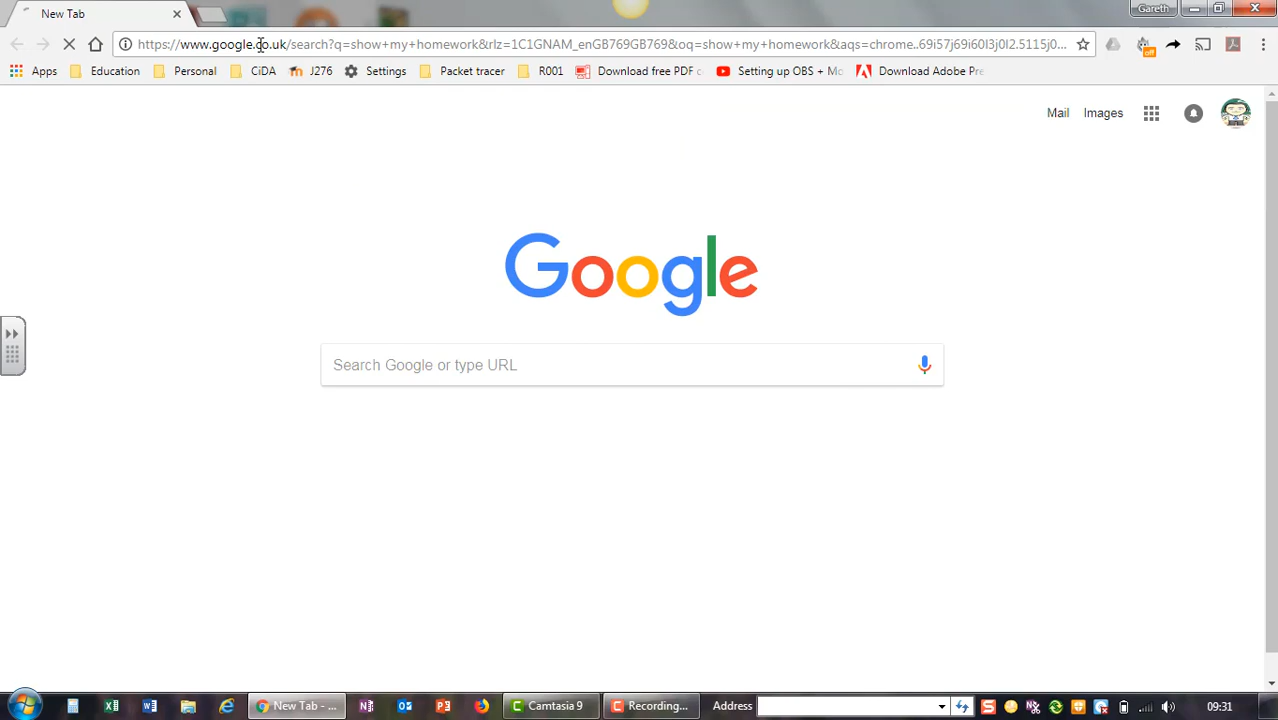 New Tab
Gareth
https://www.google.co.uk/search?q=show+my+homework&rlz=1C1GNAM_enGB769GB769&oq=show+my+homework&aqs=chrome..69i57j69i60l3j0l2.5115j0...
off
Apps Education Personal CiDA J276 Settings Packet tracer R001 Download free PDF c Setting up OBS + Mo Download Adobe Pre
Mail Images
Google
Search Google or type URL
New Tab - ... Camtasia 9 Recording... Address 09:31